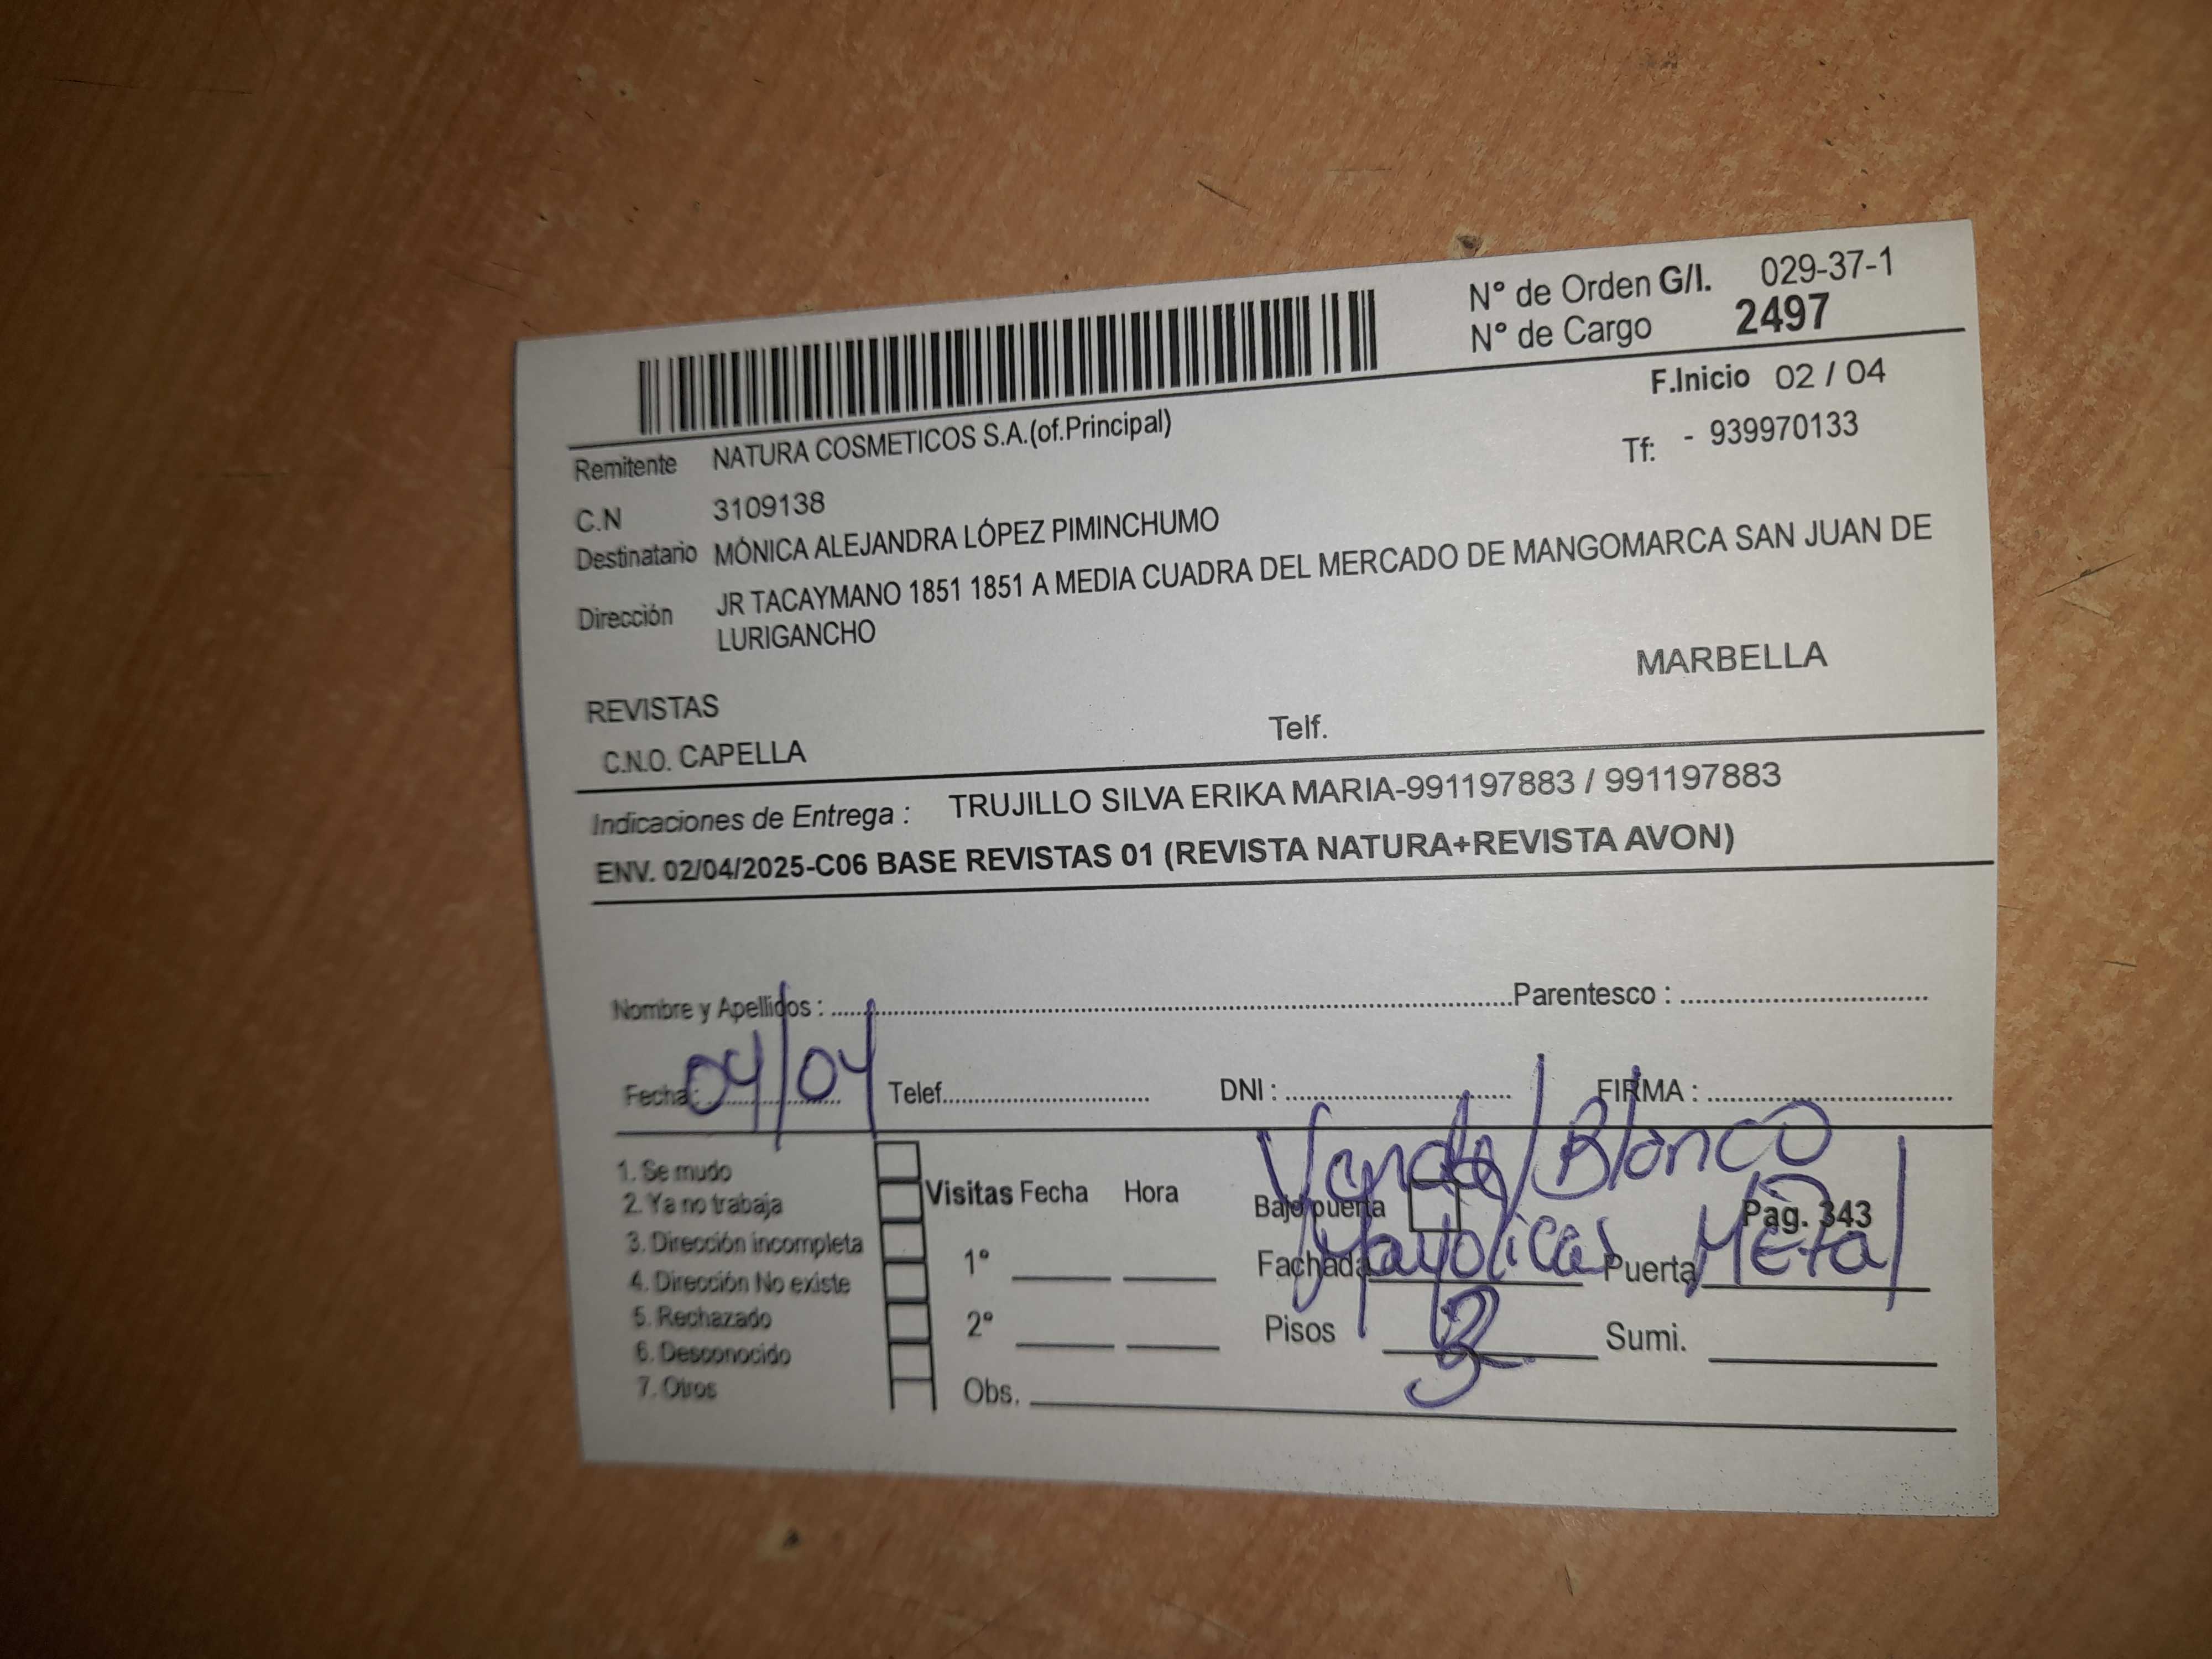 N° de Orden G/I. 029-37-1
N° de Cargo 2497
F.Inicio 02 / 04
Remitente NATURA COSMETICOS S.A.(of.Principal)
Tf: - 939970133
C.N 3109138
Destinatario MÓNICA ALEJANDRA LÓPEZ PIMINCHUMO
Dirección JR TACAYMANO 1851 1851 A MEDIA CUADRA DEL MERCADO DE MANGOMARCA SAN JUAN DE
LURIGANCHO
MARBELLA
REVISTAS
C.N.O. CAPELLA Telf.
Indicaciones de Entrega : TRUJILLO SILVA ERIKA MARIA-991197883 / 991197883
ENV. 02/04/2025-C06 BASE REVISTAS 01 (REVISTA NATURA+REVISTA AVON)
Nombre y Apellidos : Parentesco :
Fecha: 04/04 Telef. DNI : FIRMA :
1. Se mudo
2. Ya no trabaja
3. Dirección incompleta
4. Dirección No existe
5. Rechazado
6. Desconocido
7. Otros
Visitas Fecha Hora
1°
2°
Obs.
/Blanco
Bajo puerta Pag. 343
Fachada Mayolicas Puerta Metal
Pisos 3 Sumi.